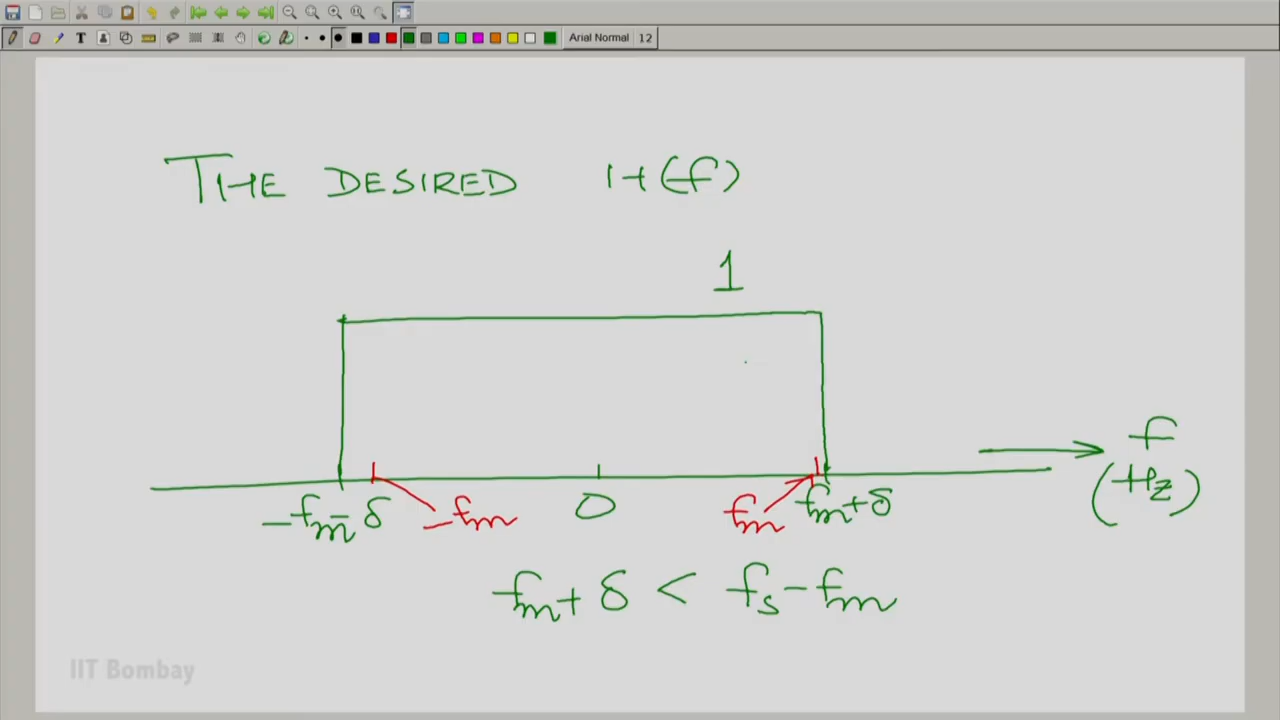 Arial Normal 12
THE DESIRED H(f)
1
f
(Hz)
-fm-δ -fm 0 fm fm+δ
fm+δ < fs-fm
IIT Bombay